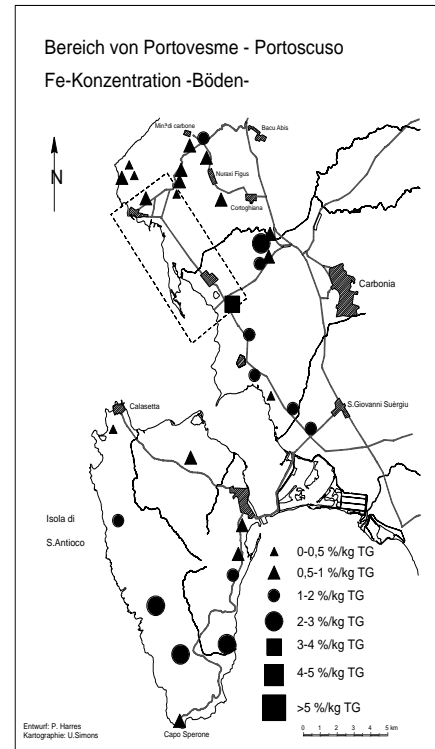 Bereich von Portovesme - Portoscuso
Fe-Konzentration -Böden-
Min.ª di carbone
Bacu Abis
N
Nuraxi Figus
Cortoghiana
Carbonia
Calasetta
S.Giovanni Suèrgiu
Isola di
S.Antioco
0-0,5 %/kg TG
0,5-1 %/kg TG
1-2 %/kg TG
2-3 %/kg TG
3-4 %/kg TG
4-5 %/kg TG
>5 %/kg TG
Entwurf: P. Harres
Kartographie: U.Simons
Capo Sperone
0 1 2 3 4 5 km